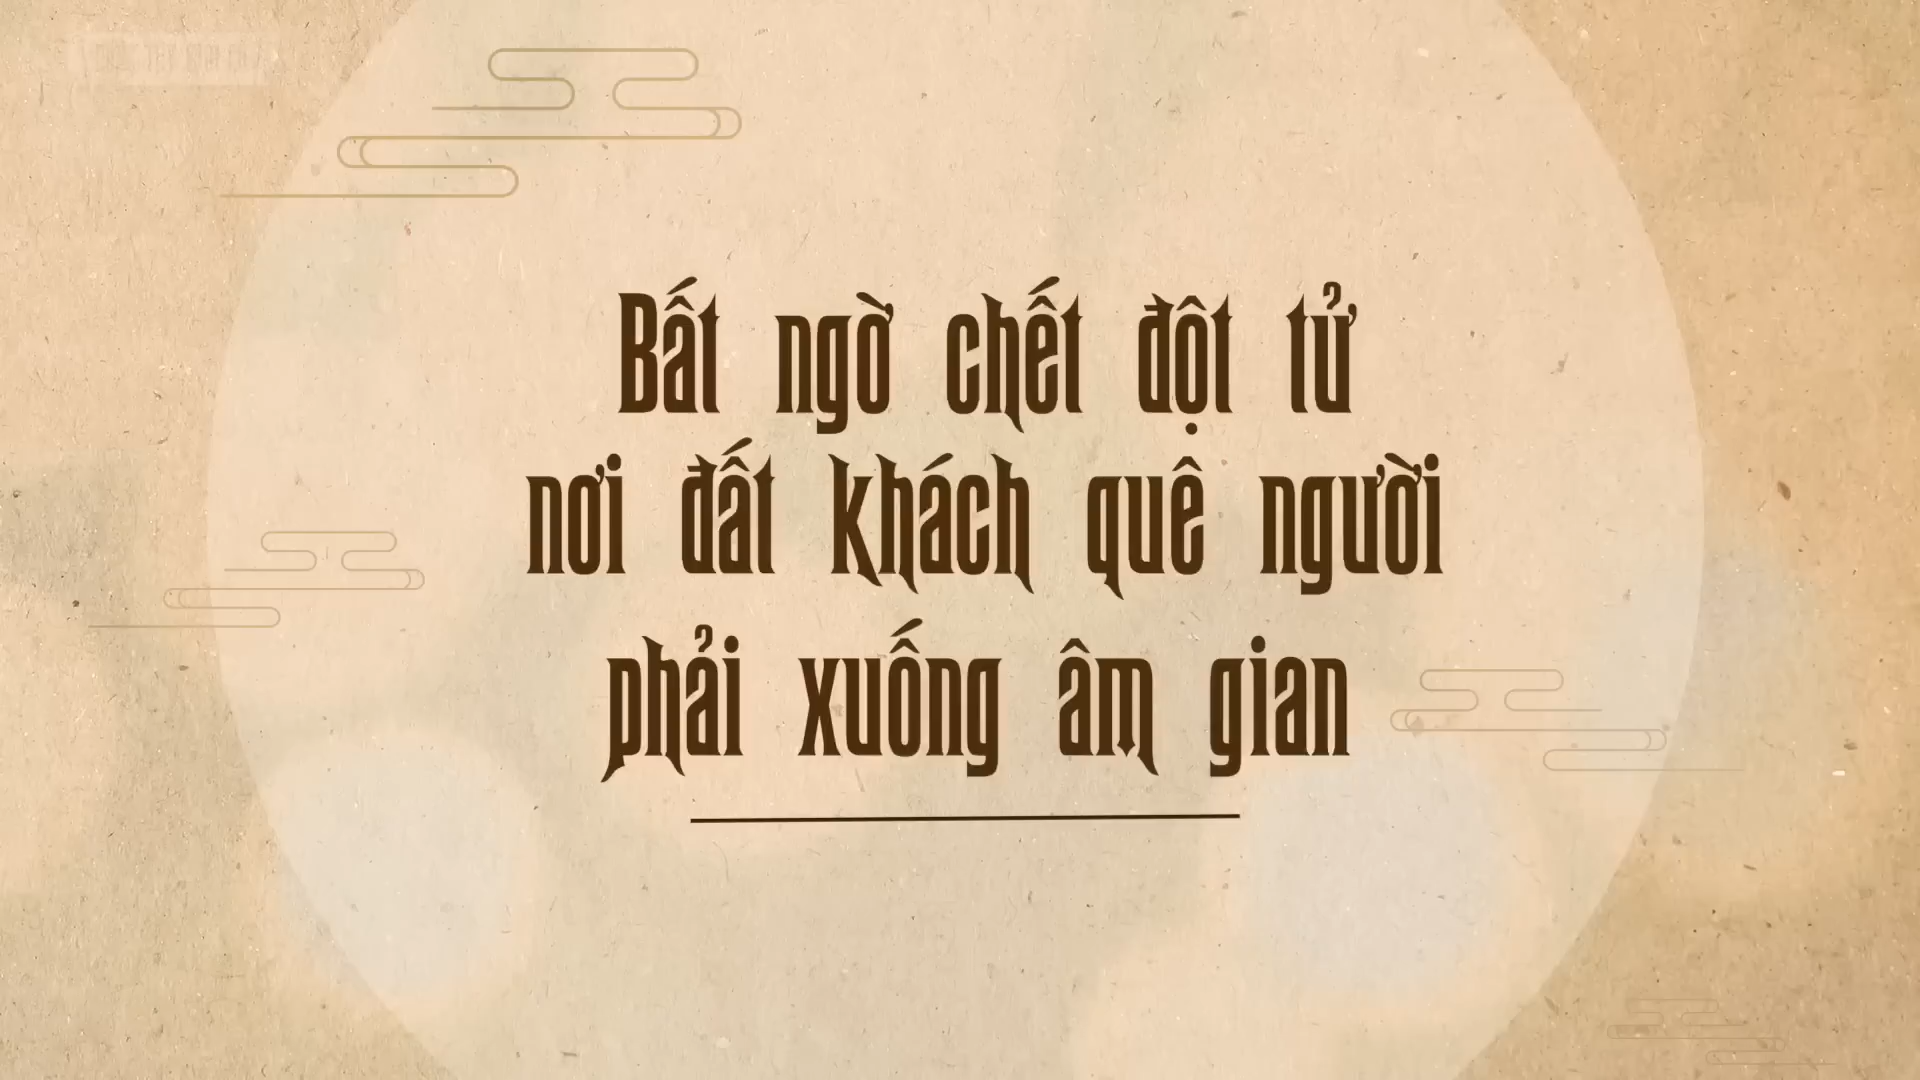 Bất ngờ chết đột tử
nơi đất khách quê người
phải xuống âm gian